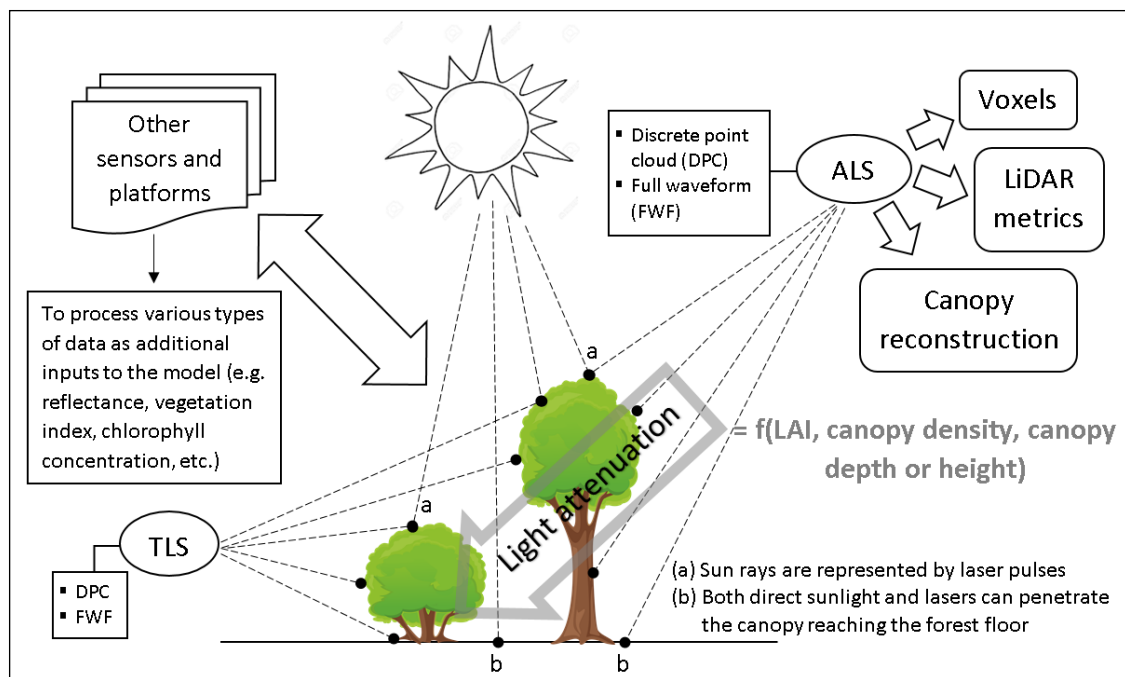 Other
sensors and
platforms
To process various types
of data as additional
inputs to the model (e.g.
reflectance, vegetation
index, chlorophyll
concentration, etc.)
TLS
▪ DPC
▪ FWF
▪ Discrete point
cloud (DPC)
▪ Full waveform
(FWF)
ALS
Voxels
LiDAR
metrics
Canopy
reconstruction
a
a
Light attenuation
= f(LAI, canopy density, canopy
depth or height)
(a) Sun rays are represented by laser pulses
(b) Both direct sunlight and lasers can penetrate
the canopy reaching the forest floor
b
b